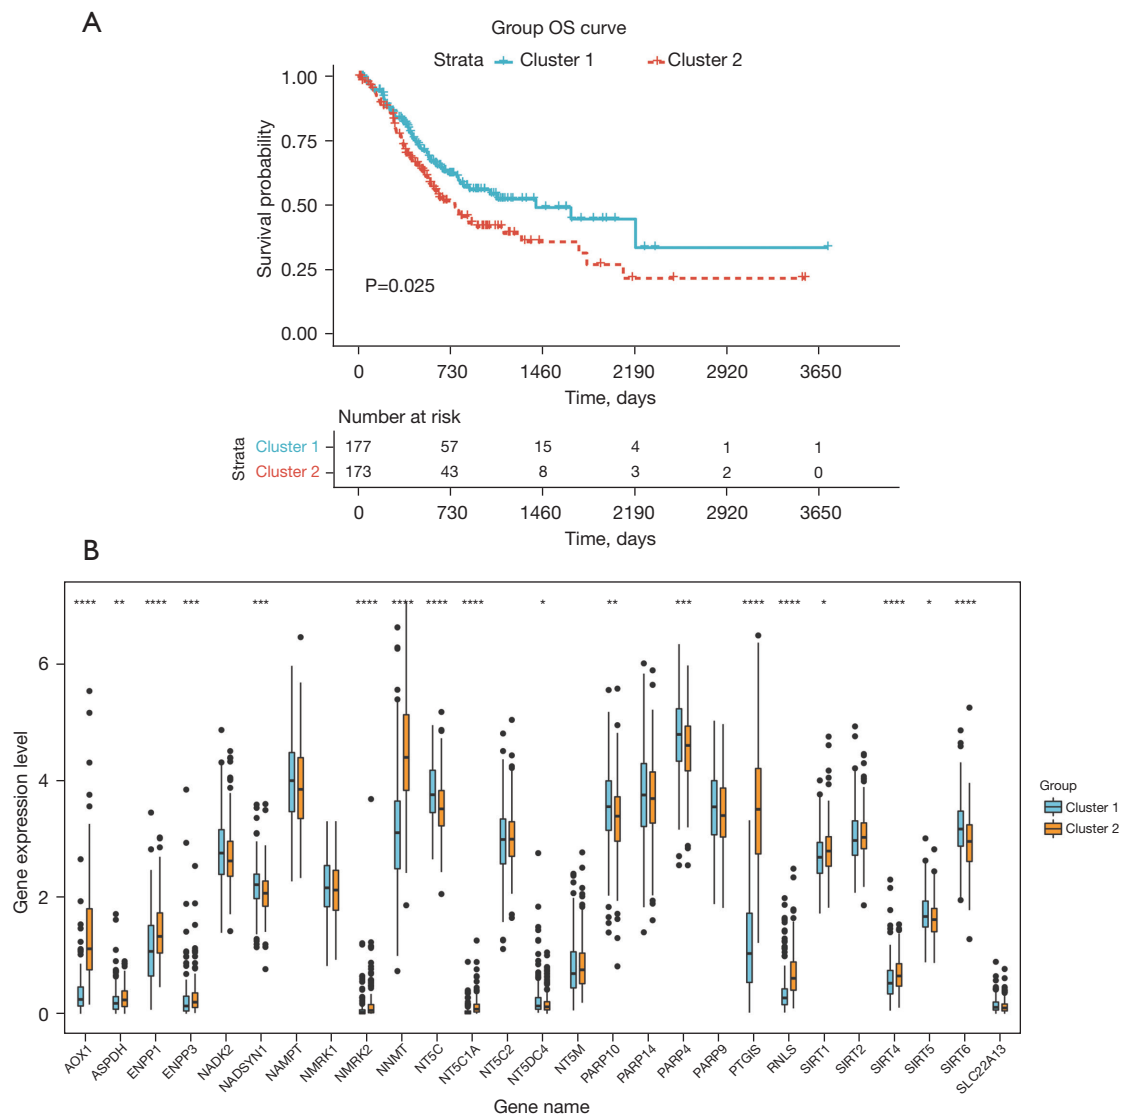 A
Group OS curve
Strata Cluster 1 Cluster 2
1.00
0.75
0.50
0.25
0.00
Survival probability
P=0.025
0 730 1460 2190 2920 3650
Time, days
Number at risk
Strata
Cluster 1 177 57 15 4 1 1
Cluster 2 173 43 8 3 2 0
0 730 1460 2190 2920 3650
Time, days
B
**** ** **** *** *** **** **** **** **** * ** *** **** **** * **** * ****
6
4
2
0
Gene expression level
Group
Cluster 1
Cluster 2
AOX1 ASPDH ENPP1 ENPP3 NADK2 NADSYN1 NAMPT NMRK1 NMRK2 NNMT NT5C NT5C1A NT5C2 NT5DC4 NT5M PARP10 PARP14 PARP4 PARP9 PTGIS RNLS SIRT1 SIRT2 SIRT4 SIRT5 SIRT6 SLC22A13
Gene name